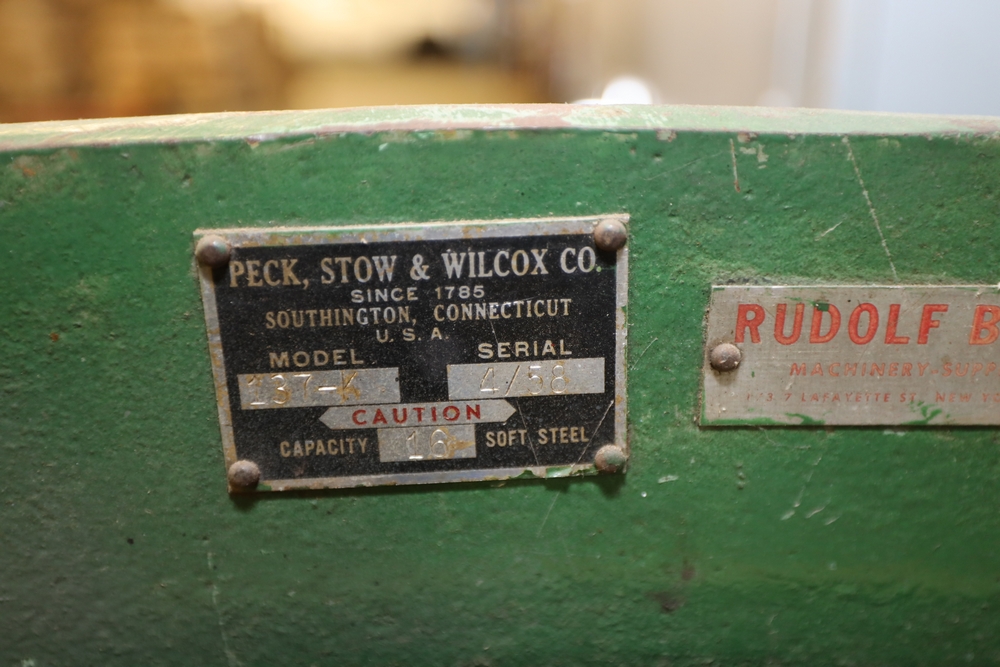 PECK, STOW & WILCOX CO.
SINCE 1785
SOUTHINGTON, CONNECTICUT
U.S.A.
MODEL SERIAL
137-K 4/58
CAUTION
CAPACITY 16 SOFT STEEL
RUDOLF B
MACHINERY-SUPP
LAFAYETTE ST. NEW YO